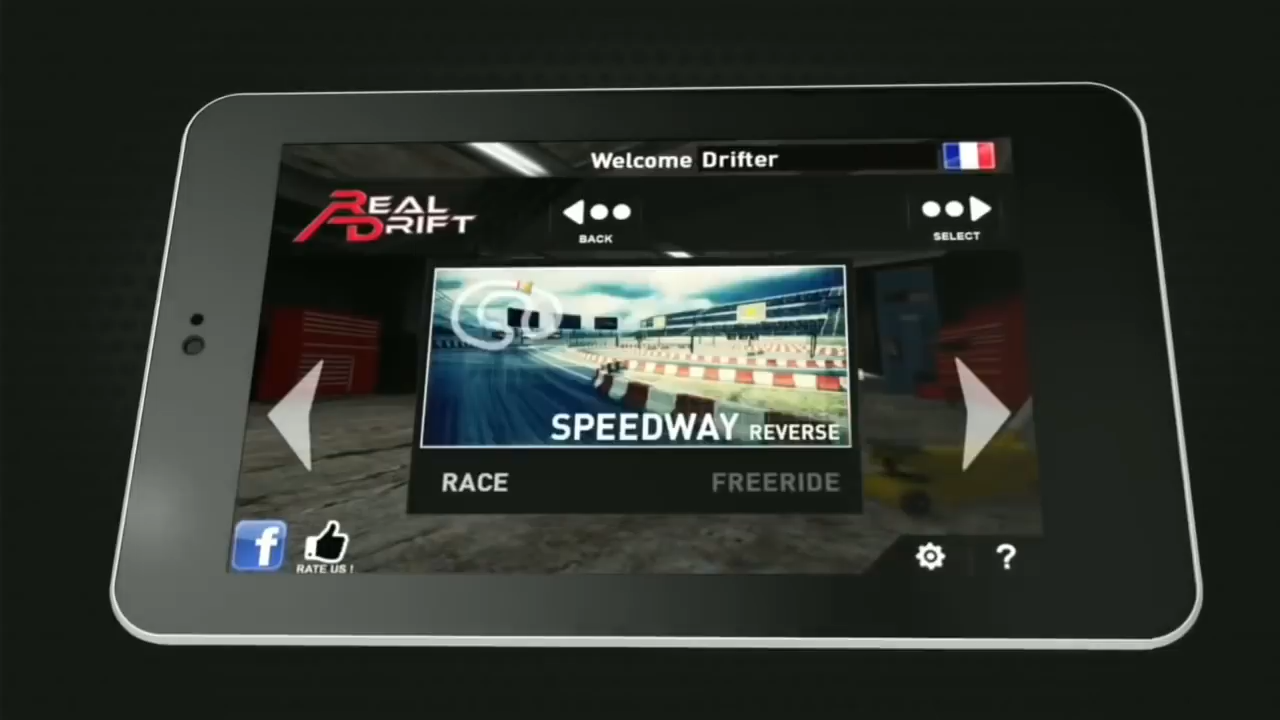 Welcome Drifter
REAL
DRIFT
BACK
SELECT
SPEEDWAY REVERSE
RACE
FREERIDE
f
RATE US !
?